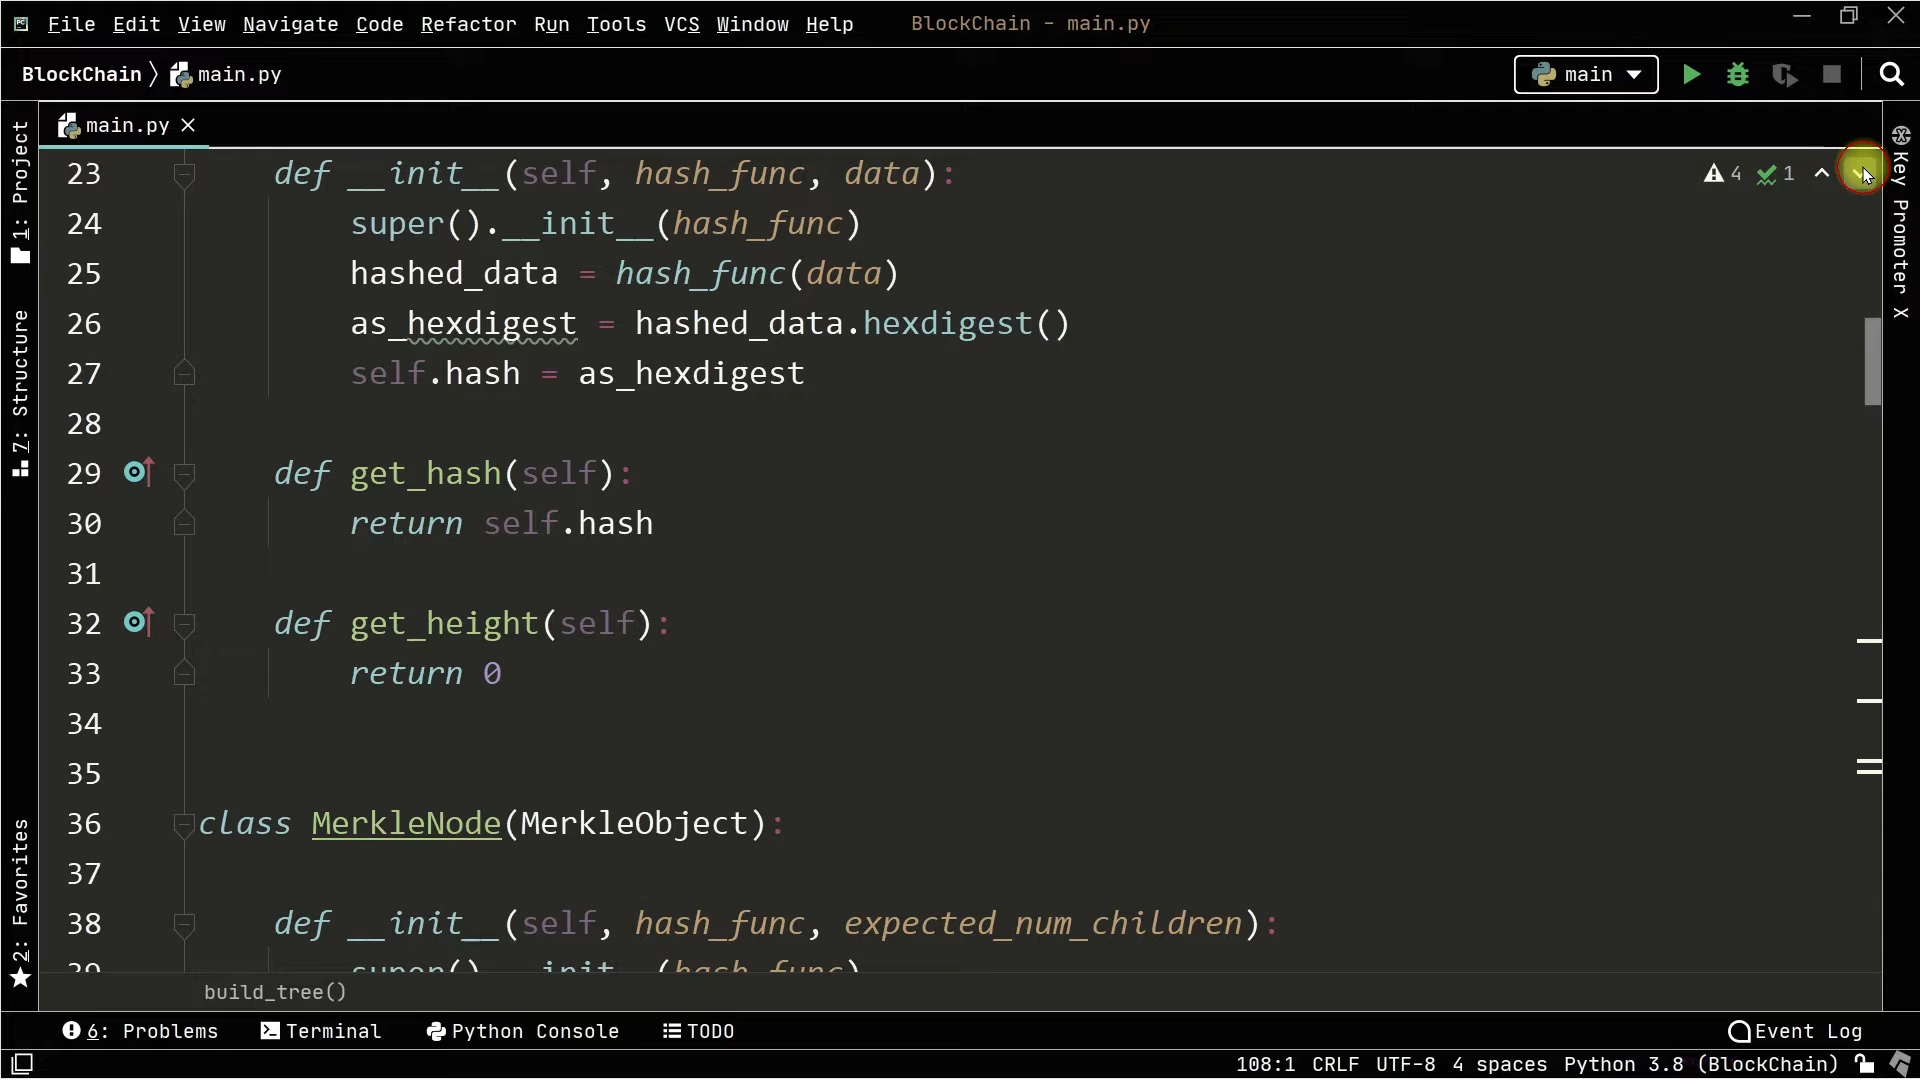 File Edit View Navigate Code Refactor Run Tools VCS Window Help BlockChain - main.py
BlockChain main.py main
main.py
1: Project
7: Structure
2: Favorites
Key Promoter X
4 1
23 def __init__(self, hash_func, data):
24 super().__init__(hash_func)
25 hashed_data = hash_func(data)
26 as_hexdigest = hashed_data.hexdigest()
27 self.hash = as_hexdigest
28
29 def get_hash(self):
30 return self.hash
31
32 def get_height(self):
33 return 0
34
35
36 class MerkleNode(MerkleObject):
37
38 def __init__(self, hash_func, expected_num_children):
39 super().__init__(hash_func)
build_tree()
6: Problems Terminal Python Console TODO Event Log
108:1 CRLF UTF-8 4 spaces Python 3.8 (BlockChain)